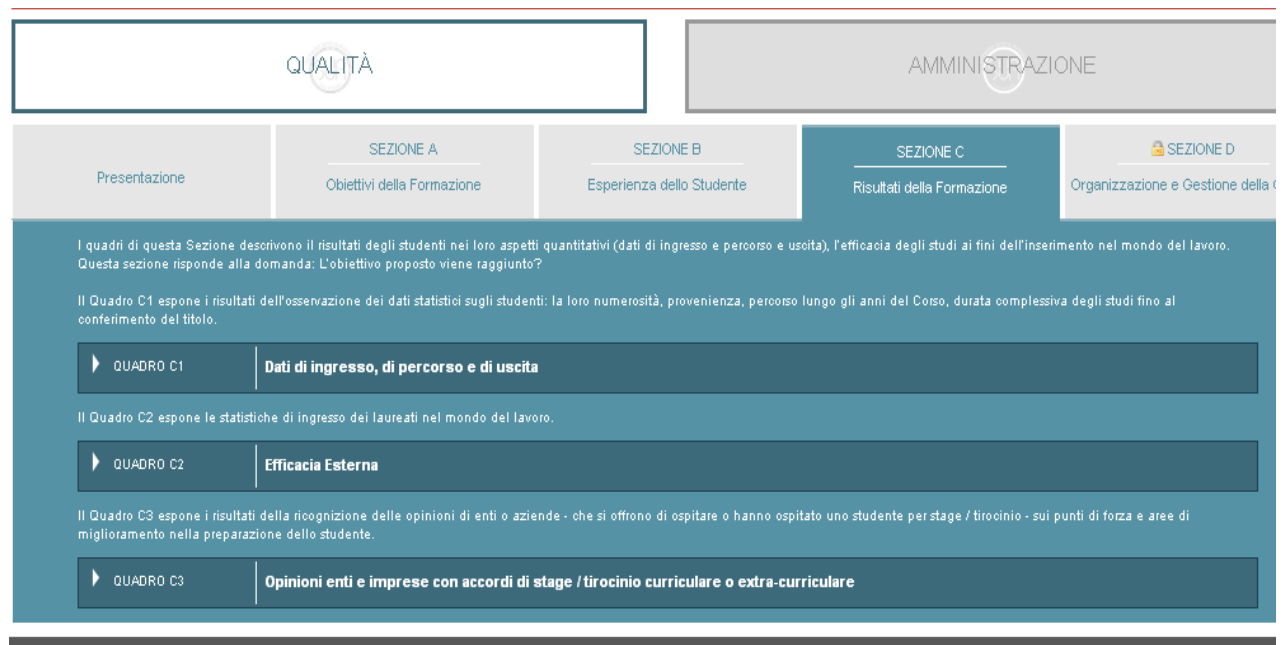 QUALITÀ
AMMINISTRAZIONE
Presentazione
SEZIONE A
Obiettivi della Formazione
SEZIONE B
Esperienza dello Studente
SEZIONE C
Risultati della Formazione
SEZIONE D
Organizzazione e Gestione della
I quadri di questa Sezione descrivono il risultati degli studenti nei loro aspetti quantitativi (dati di ingresso e percorso e uscita), l'efficacia degli studi ai fini dell'inserimento nel mondo del lavoro.
Questa sezione risponde alla domanda: L'obiettivo proposto viene raggiunto?
Il Quadro C1 espone i risultati dell'osservazione dei dati statistici sugli studenti: la loro numerosità, provenienza, percorso lungo gli anni del Corso, durata complessiva degli studi fino al
conferimento del titolo.
QUADRO C1
Dati di ingresso, di percorso e di uscita
Il Quadro C2 espone le statistiche di ingresso dei laureati nel mondo del lavoro.
QUADRO C2
Efficacia Esterna
Il Quadro C3 espone i risultati della ricognizione delle opinioni di enti o aziende - che si offrono di ospitare o hanno ospitato uno studente per stage / tirocinio - sui punti di forza e aree di
miglioramento nella preparazione dello studente.
QUADRO C3
Opinioni enti e imprese con accordi di stage / tirocinio curriculare o extra-curriculare